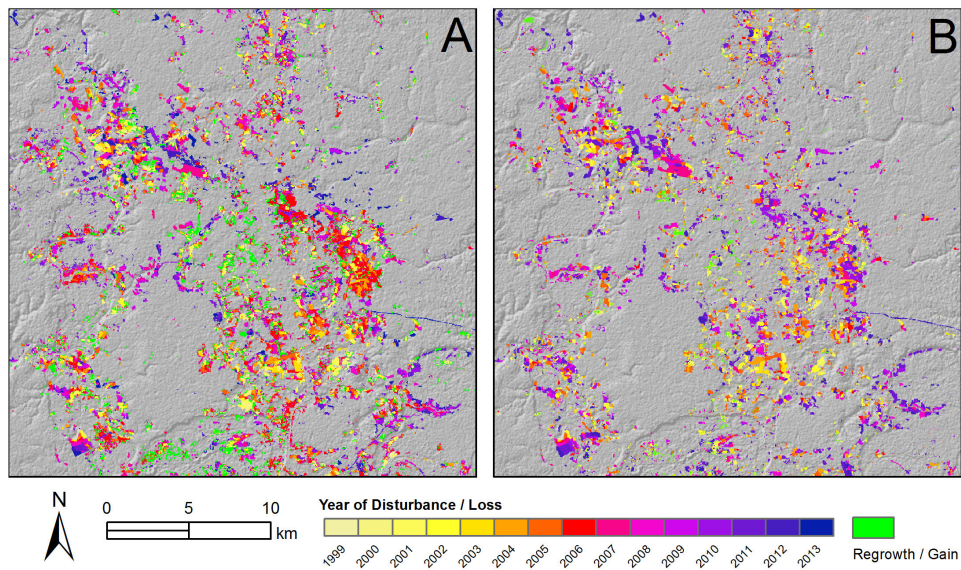 A
B
N
0 5 10
km
Year of Disturbance / Loss
1999 2000 2001 2002 2003 2004 2005 2006 2007 2008 2009 2010 2011 2012 2013
Regrowth / Gain